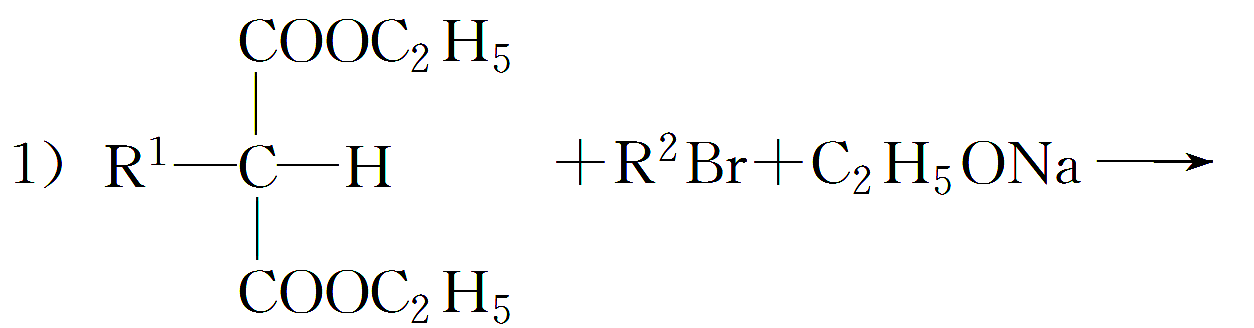 COOC₂H₅
1) R¹—C—H +R²Br+C₂H₅ONa⟶
COOC₂H₅